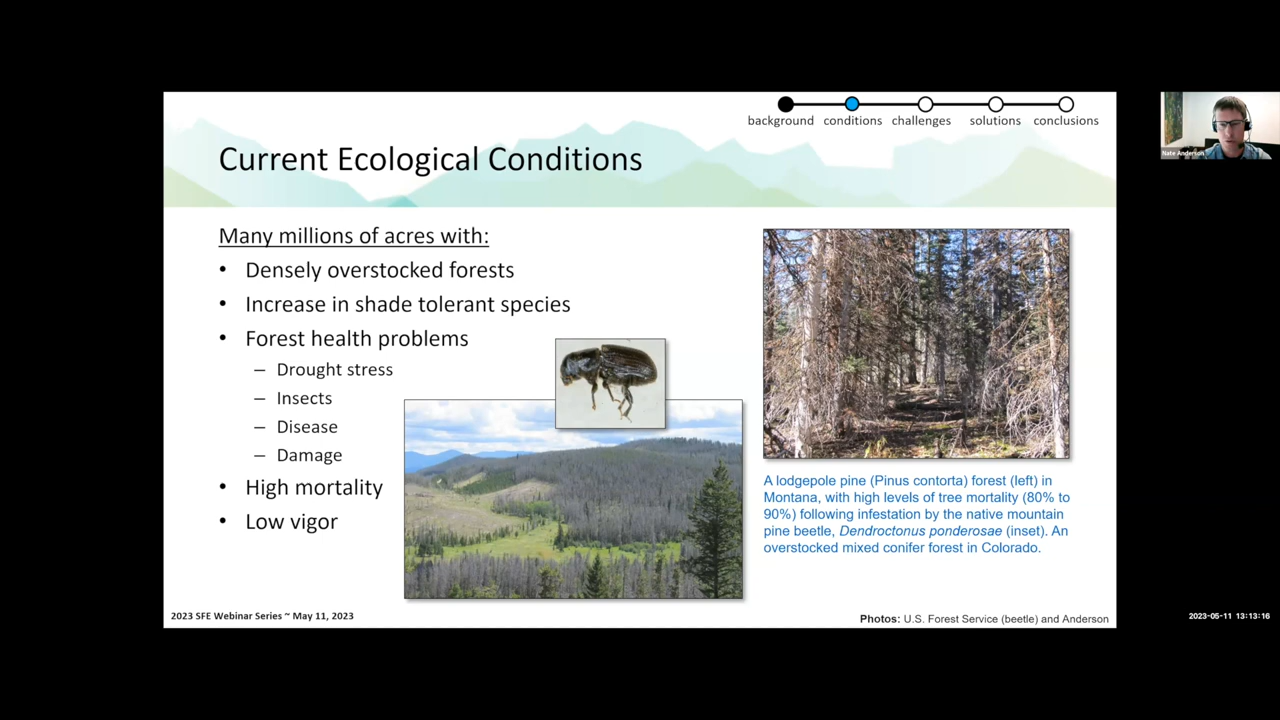 background conditions challenges solutions conclusions
Current Ecological Conditions
Many millions of acres with:
• Densely overstocked forests
• Increase in shade tolerant species
• Forest health problems
– Drought stress
– Insects
– Disease
– Damage
• High mortality
• Low vigor
A lodgepole pine (Pinus contorta) forest (left) in
Montana, with high levels of tree mortality (80% to
90%) following infestation by the native mountain
pine beetle, Dendroctonus ponderosae (inset). An
overstocked mixed conifer forest in Colorado.
2023 SFE Webinar Series ~ May 11, 2023
Photos: U.S. Forest Service (beetle) and Anderson
Nate Anderson
2023-05-11 13:13:16